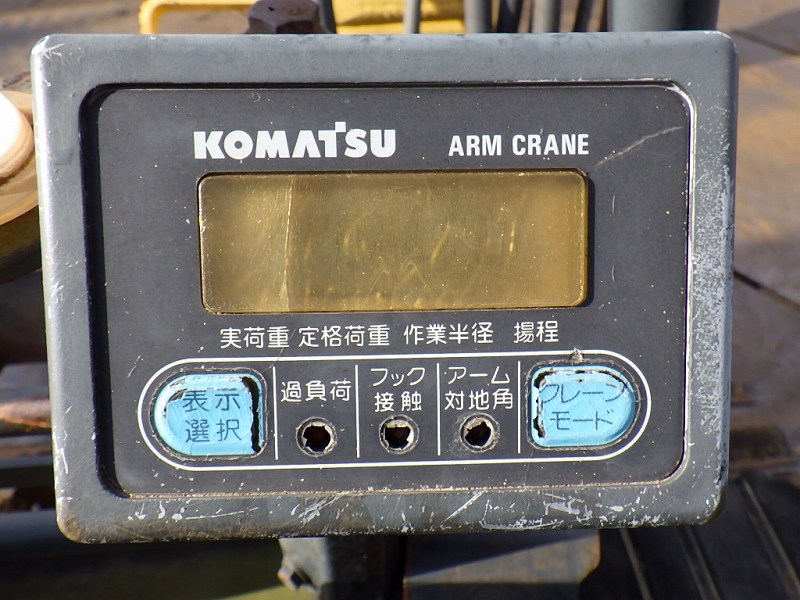 KOMATSU ARM CRANE
実荷重 定格荷重 作業半径 揚程
表示
選択
過負荷
フック
接触
アーム
対地角
クレーン
モード